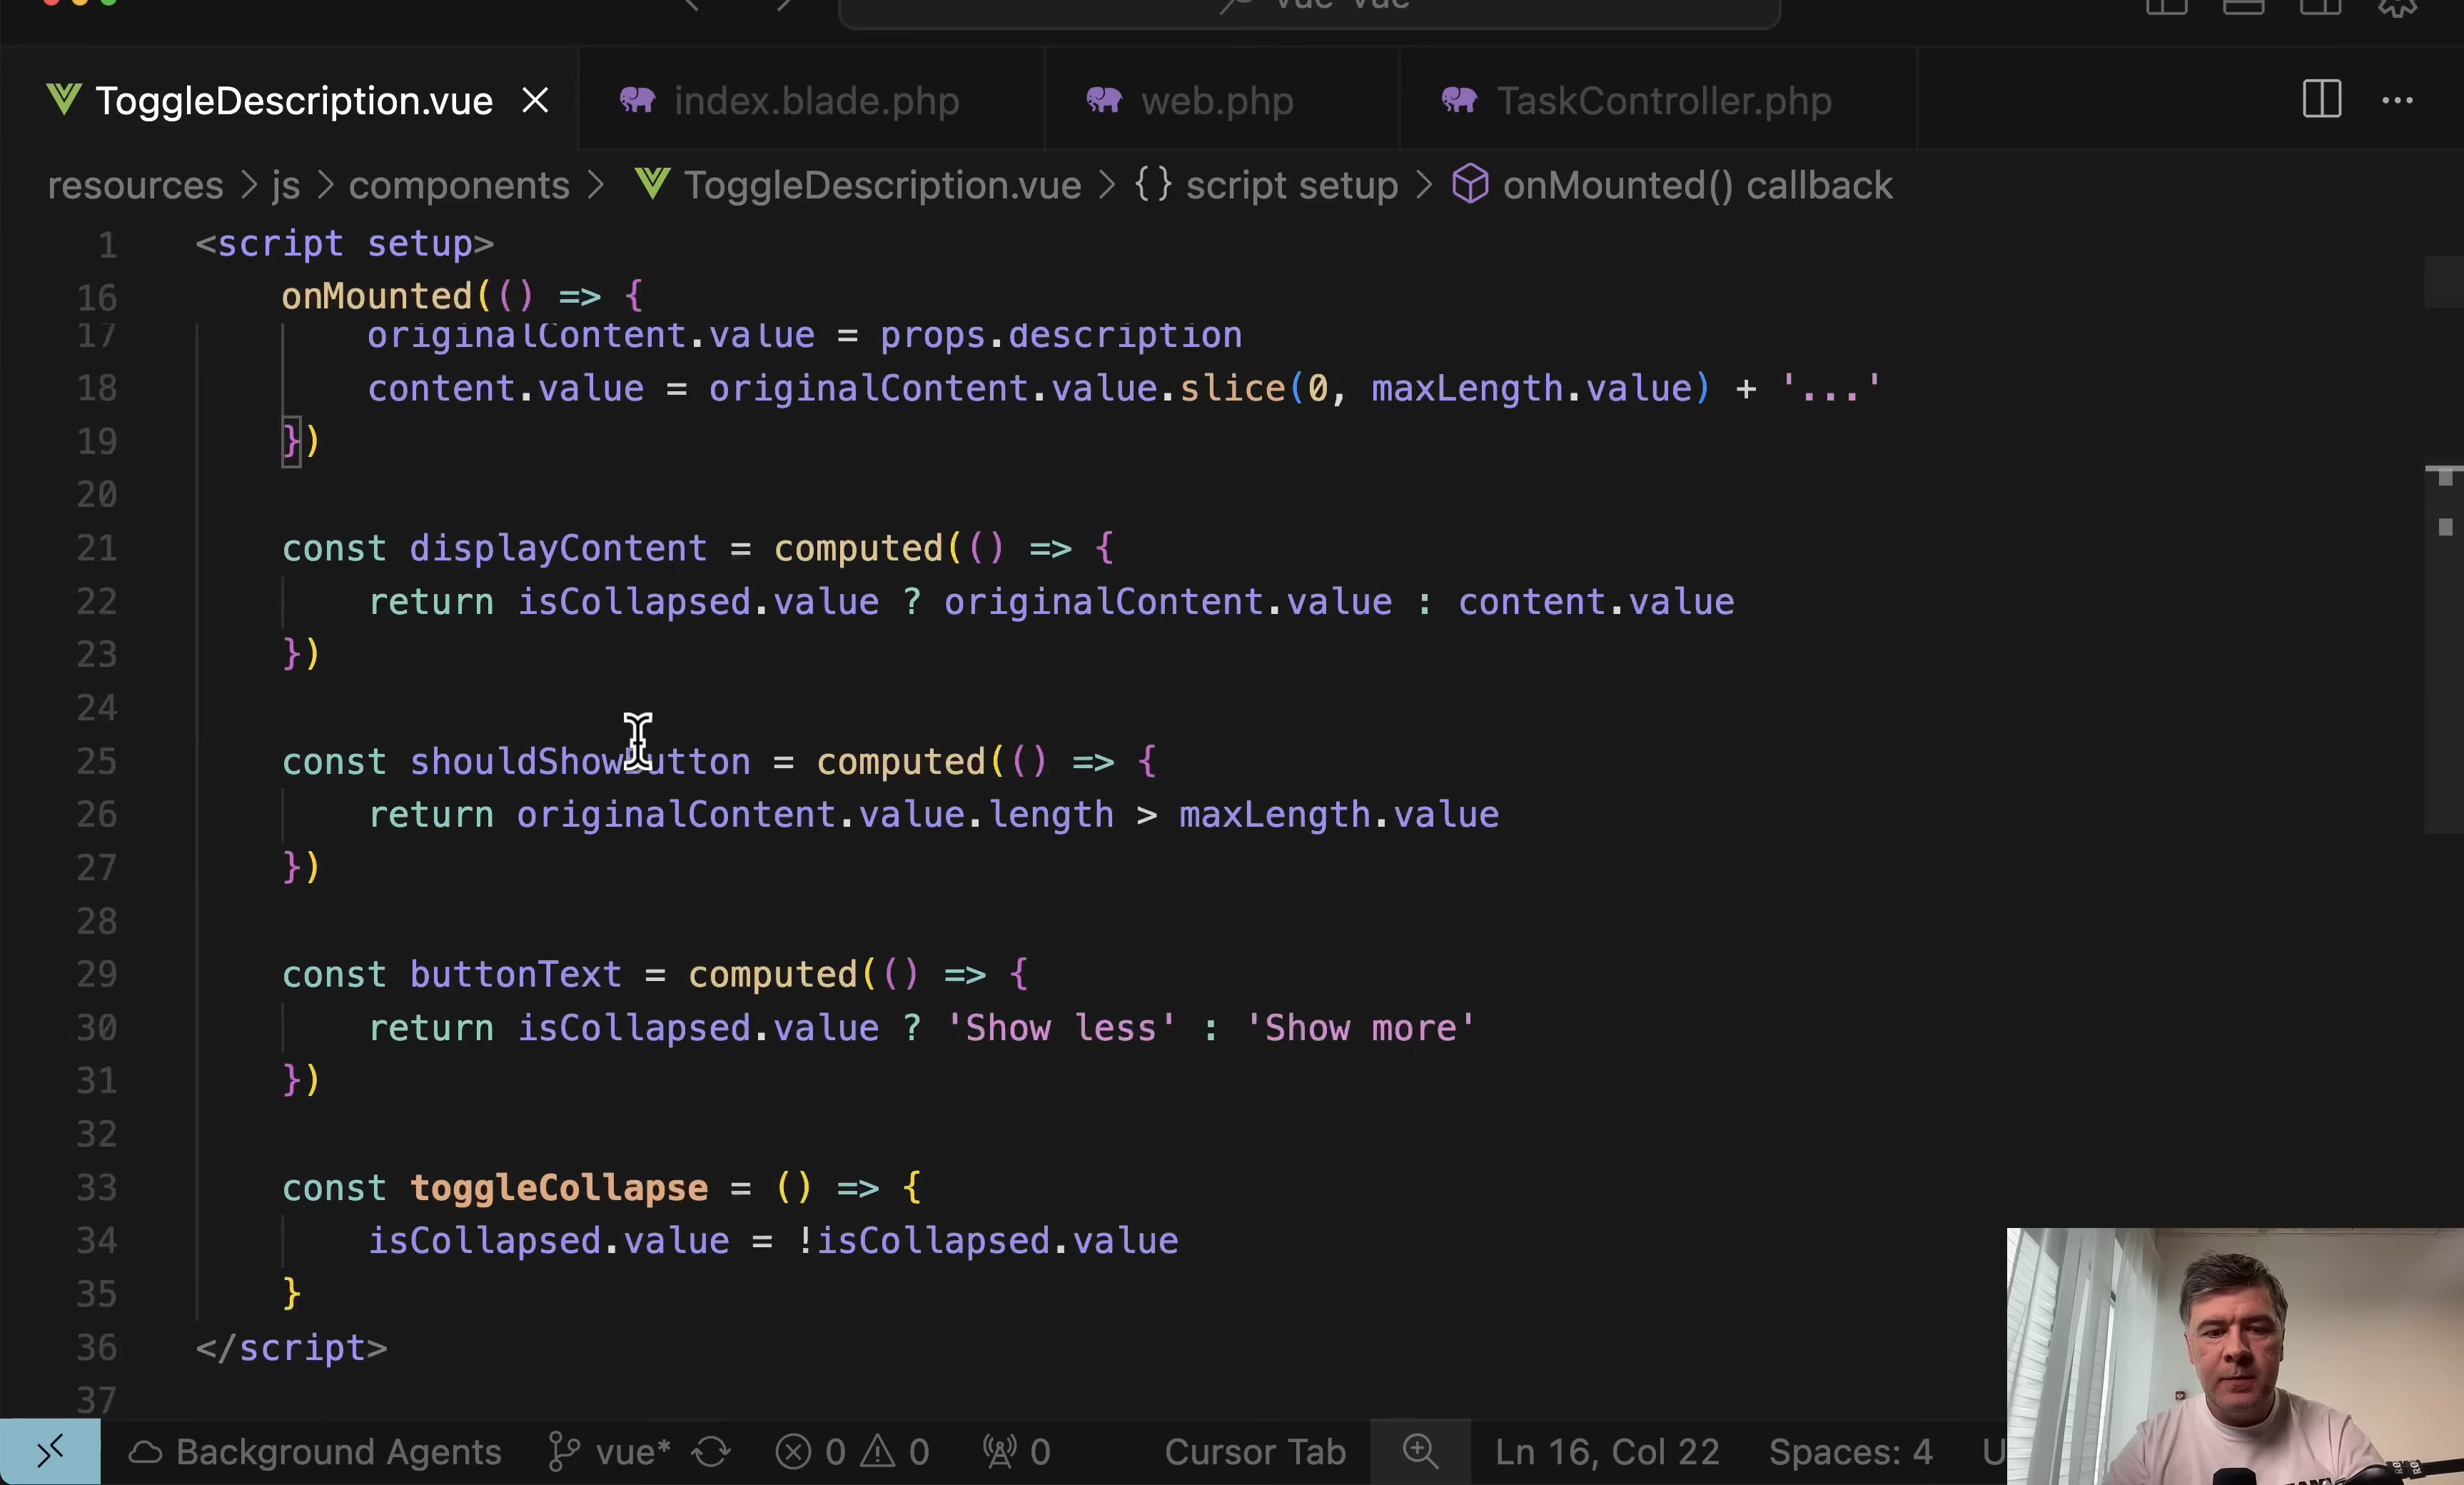 vue-vue
ToggleDescription.vue index.blade.php web.php TaskController.php ...
resources > js > components > ToggleDescription.vue > {} script setup > onMounted() callback
1 <script setup>
16 onMounted(() => {
17 originalContent.value = props.description
18 content.value = originalContent.value.slice(0, maxLength.value) + '...'
19 })
20
21 const displayContent = computed(() => {
22 return isCollapsed.value ? originalContent.value : content.value
23 })
24
25 const shouldShowButton = computed(() => {
26 return originalContent.value.length > maxLength.value
27 })
28
29 const buttonText = computed(() => {
30 return isCollapsed.value ? 'Show less' : 'Show more'
31 })
32
33 const toggleCollapse = () => {
34 isCollapsed.value = !isCollapsed.value
35 }
36 </script>
37
Background Agents vue* 0 0 0 Cursor Tab Ln 16, Col 22 Spaces: 4 U